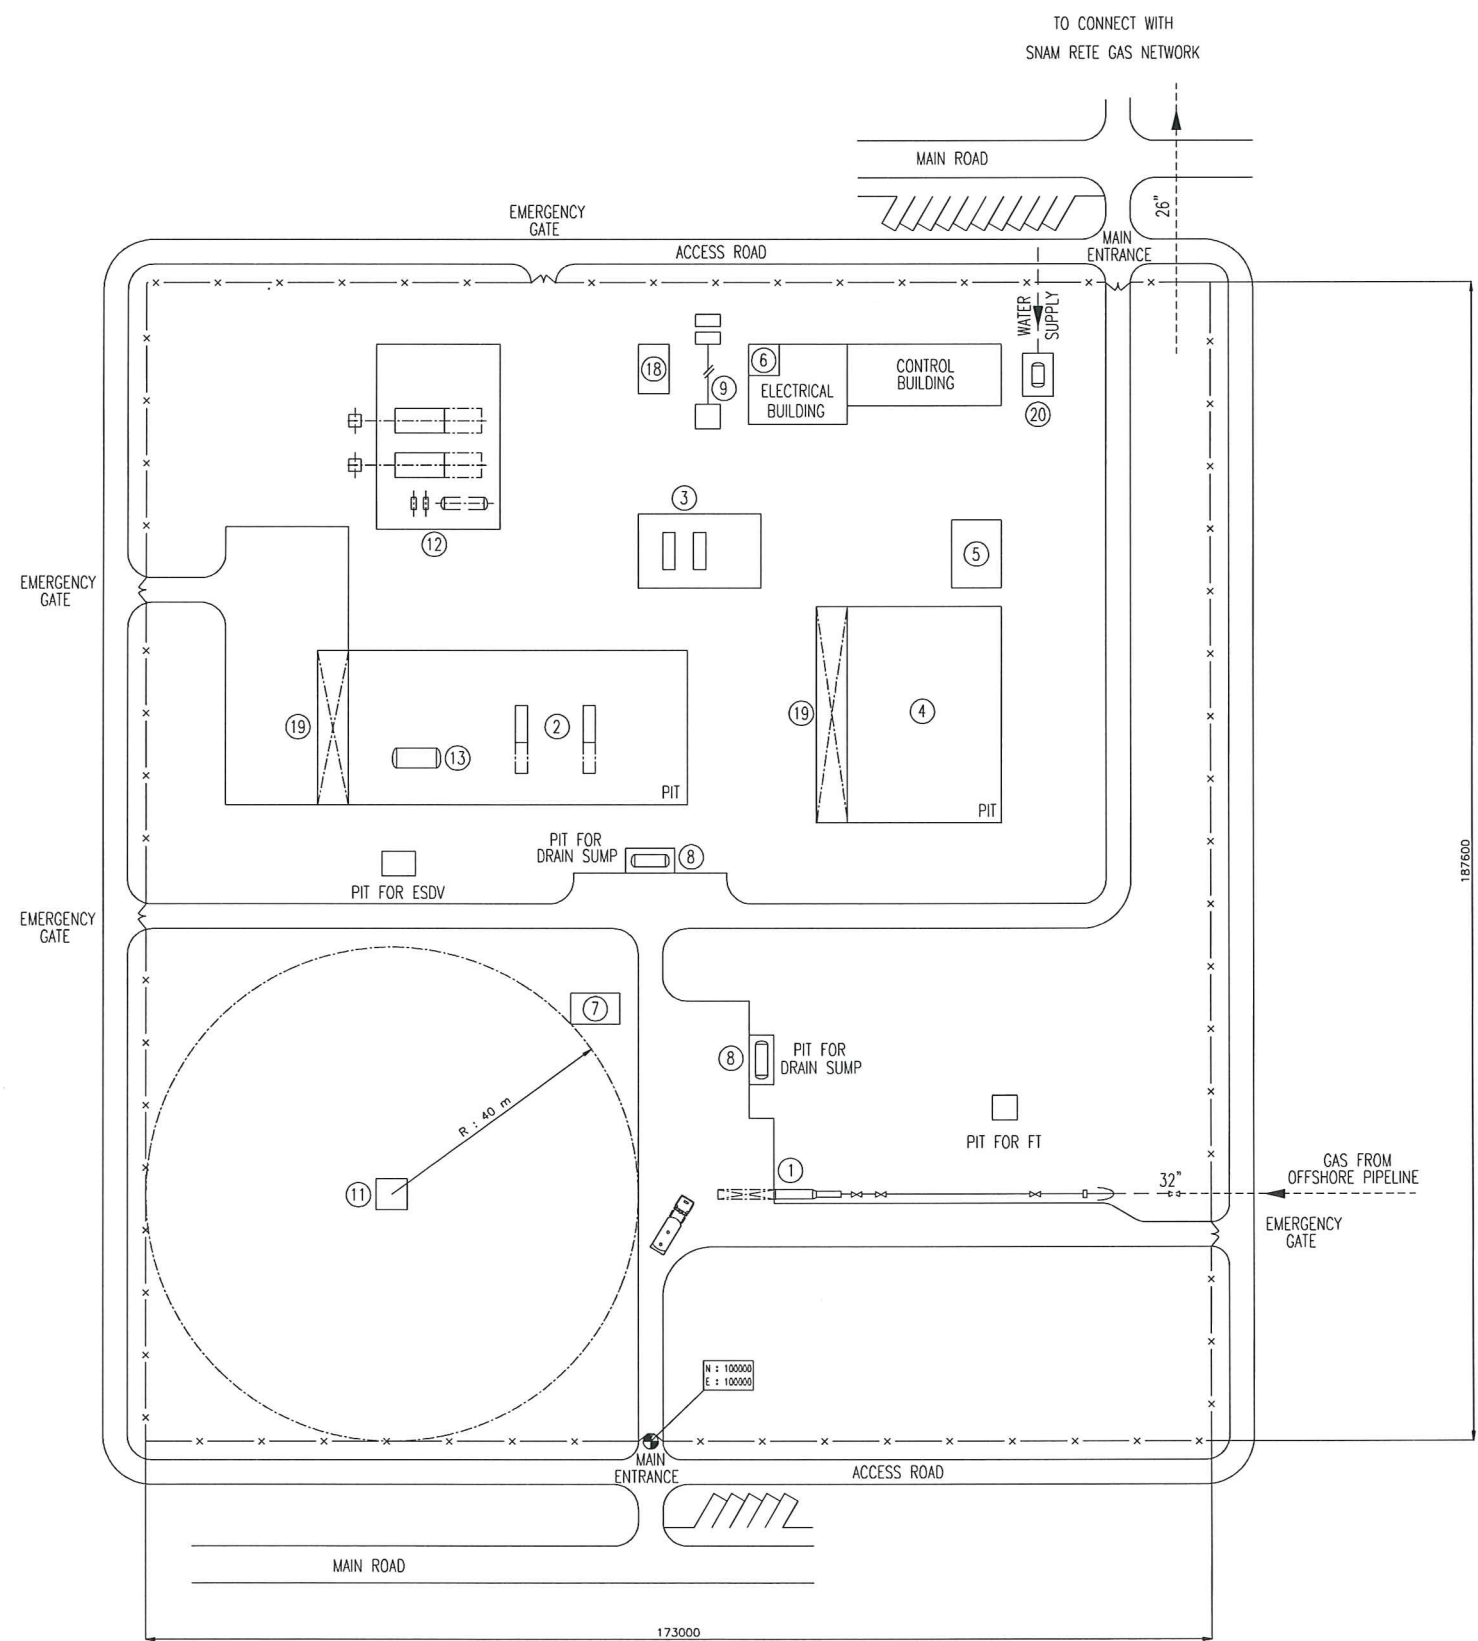 TO CONNECT WITH
SNAM RETE GAS NETWORK
MAIN ROAD
26"
EMERGENCY
GATE
ACCESS ROAD
MAIN
ENTRANCE
WATER
SUPPLY
18
9
6
ELECTRICAL
BUILDING
CONTROL
BUILDING
20
3
12
5
EMERGENCY
GATE
19
13
2
PIT
19
4
PIT
187600
PIT FOR
DRAIN SUMP
8
PIT FOR ESDV
EMERGENCY
GATE
7
8
PIT FOR
DRAIN SUMP
R : 40 m
PIT FOR FT
11
1
32"
GAS FROM
OFFSHORE PIPELINE
EMERGENCY
GATE
N : 100000
E : 100000
MAIN
ENTRANCE
ACCESS ROAD
MAIN ROAD
173000